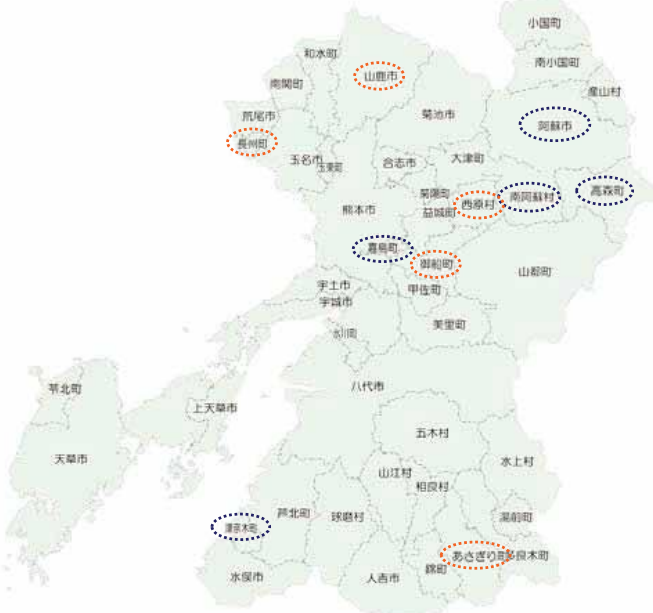 小国町
和水町
南小国町
山鹿市
南関町
産山村
荒尾市
菊池市
阿蘇市
長洲町
玉名市
玉東町
合志市
大津町
菊陽町
西原村
南阿蘇村
高森町
熊本市
益城町
嘉島町
御船町
山都町
宇土市
甲佐町
宇城市
美里町
氷川町
八代市
苓北町
上天草市
五木村
天草市
水上村
山江村
相良村
芦北町
球磨村
湯前町
津奈木町
あさぎり町
多良木町
錦町
水俣市
人吉市